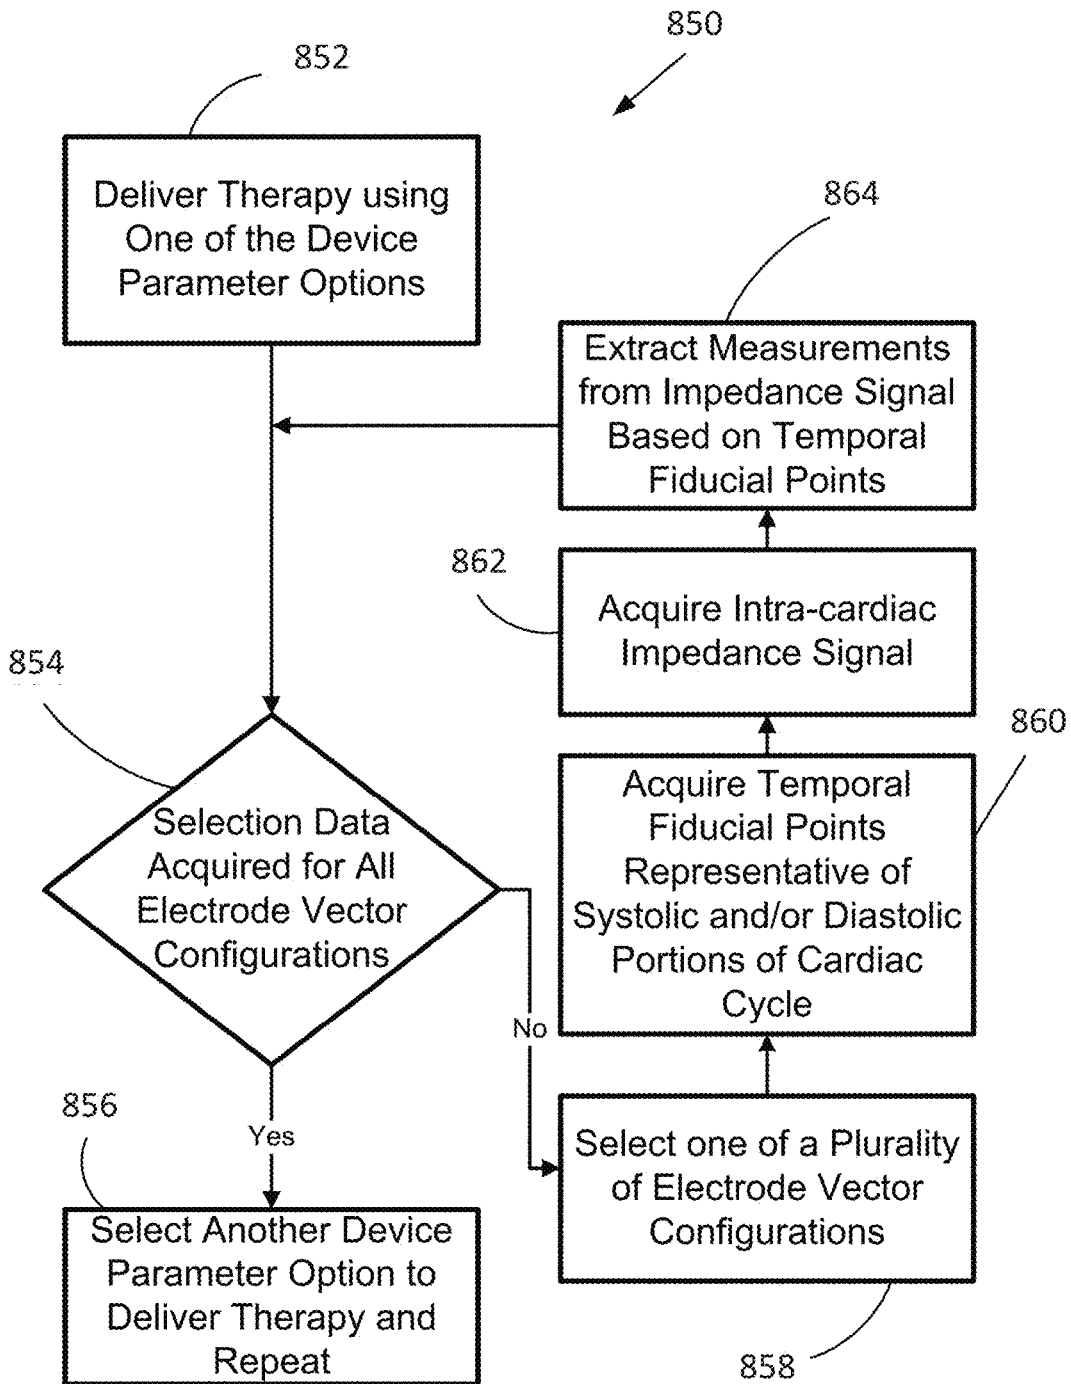 850
852
Deliver Therapy using
One of the Device
Parameter Options
864
Extract Measurements
from Impedance Signal
Based on Temporal
Fiducial Points
862
Acquire Intra-cardiac
Impedance Signal
854
860
Selection Data
Acquired for All
Electrode Vector
Configurations
Acquire Temporal
Fiducial Points
Representative of
Systolic and/or Diastolic
Portions of Cardiac
Cycle
No
Yes
856
Select one of a Plurality
of Electrode Vector
Configurations
Select Another Device
Parameter Option to
Deliver Therapy and
Repeat
858